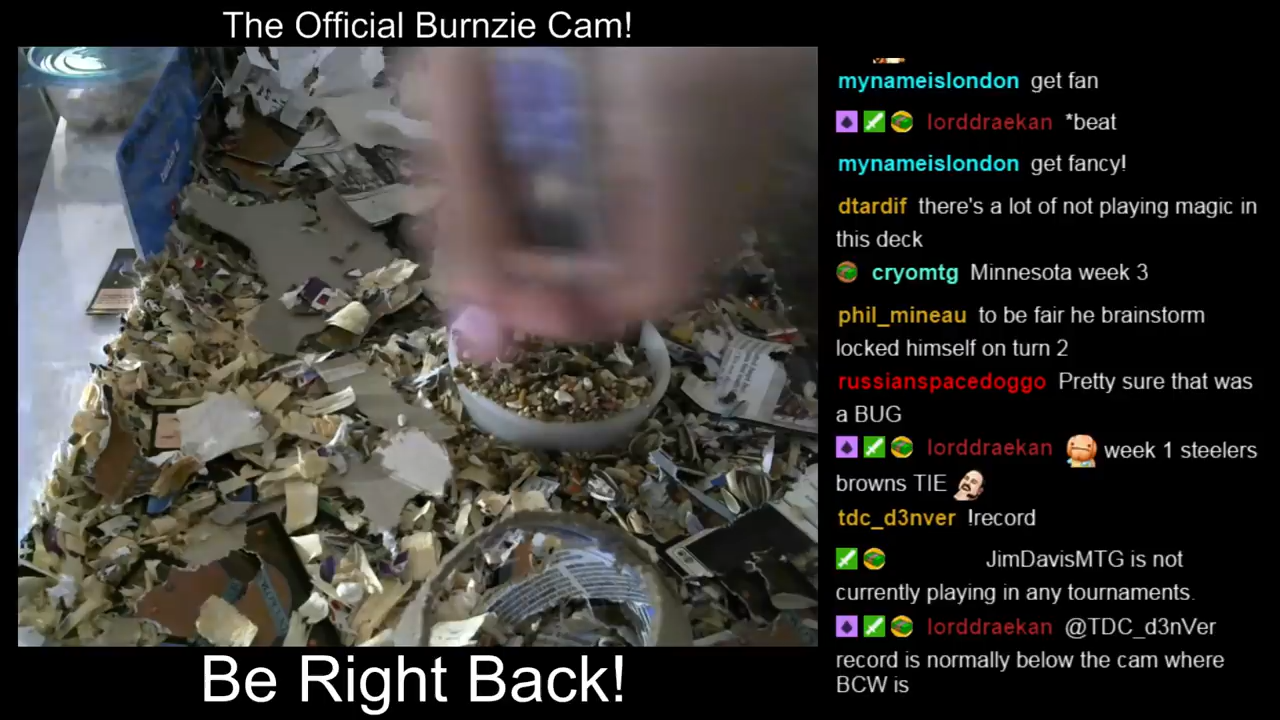 The Official Burnzie Cam!
mynameislondon get fan
lorddraekan *beat
mynameislondon get fancy!
dtardif there's a lot of not playing magic in
this deck
cryomtg Minnesota week 3
phil_mineau to be fair he brainstorm
locked himself on turn 2
russianspacedoggo Pretty sure that was
a BUG
lorddraekan week 1 steelers
browns TIE
tdc_d3nver !record
JimDavisMTG is not
currently playing in any tournaments.
lorddraekan @TDC_d3nVer
record is normally below the cam where
BCW is
Be Right Back!